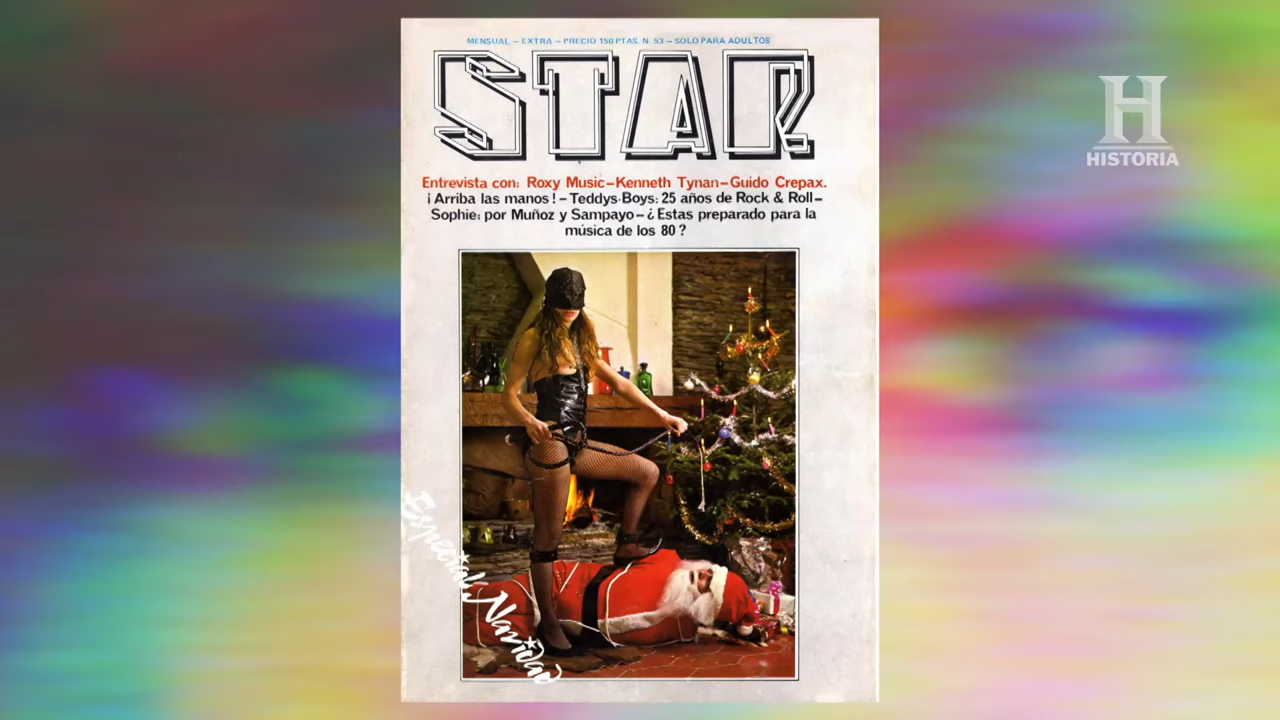 MENSUAL – EXTRA – PRECIO 150 PTAS. N. 53 – SOLO PARA ADULTOS
STAR
H
HISTORIA
Entrevista con: Roxy Music–Kenneth Tynan–Guido Crepax.
¡Arriba las manos! – Teddys·Boys: 25 años de Rock & Roll–
Sophie: por Muñoz y Sampayo – ¿Estas preparado para la
música de los 80?
Especial Navidad